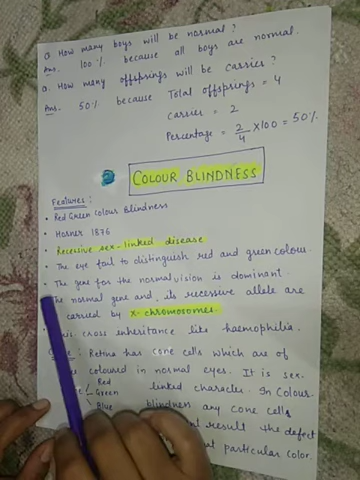 Q How many boys will be normal?
Ans. 100% because all boys are normal.
Q. How many offsprings will be carrier?
Ans. 50% because Total offsprings = 4
Carrier = 2
Percentage = 2/4 × 100 = 50%
COLOUR BLINDNESS
Features:
• Red Green Colour Blindness
• Horner 1876
• Recessive sex-linked disease
• The eye fail to distinguish red and green colour.
• The gene for the normal vision is dominant.
The normal gene and its recessive allele are
carried by X-chromosomes.
cross inheritance like haemophilia.
: Retina has cone cells which are of
coloured in normal eyes. It is sex
Red
Green linked character. In Colour
Blue blindness any cone cells
result the defect
particular color.